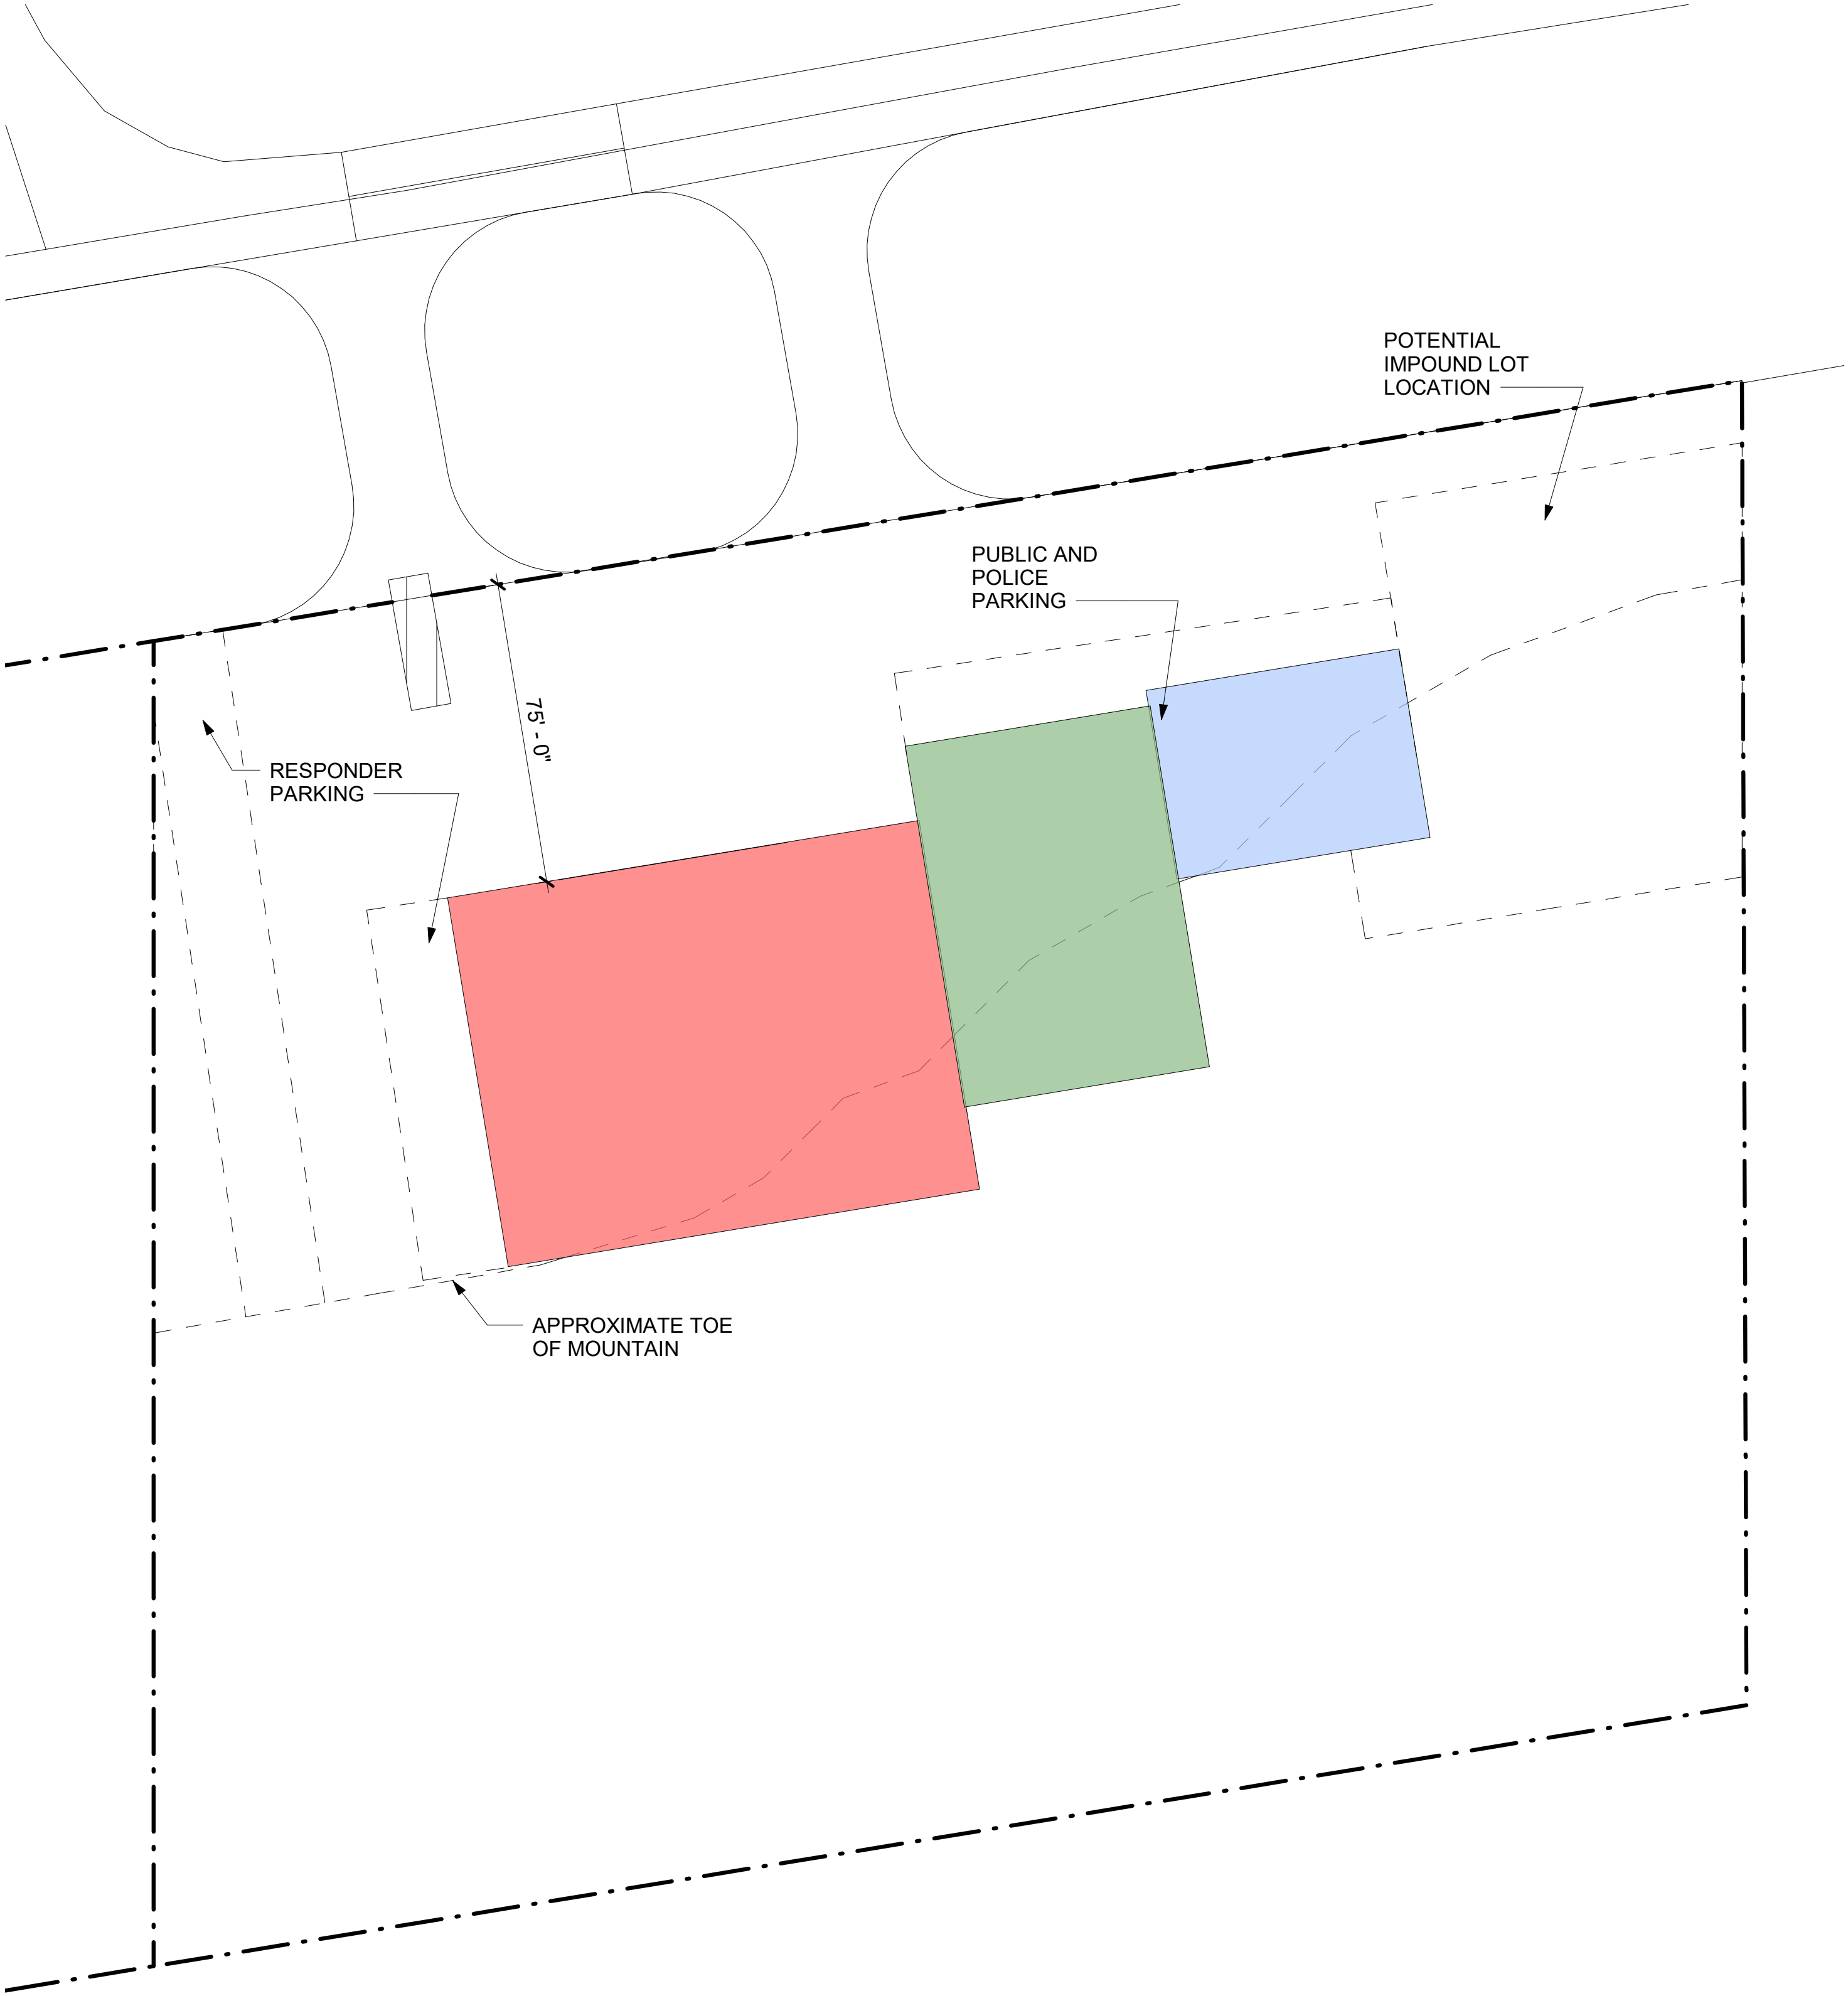 POTENTIAL
IMPOUND LOT
LOCATION
PUBLIC AND
POLICE
PARKING
75' - 0"
RESPONDER
PARKING
APPROXIMATE TOE
OF MOUNTAIN